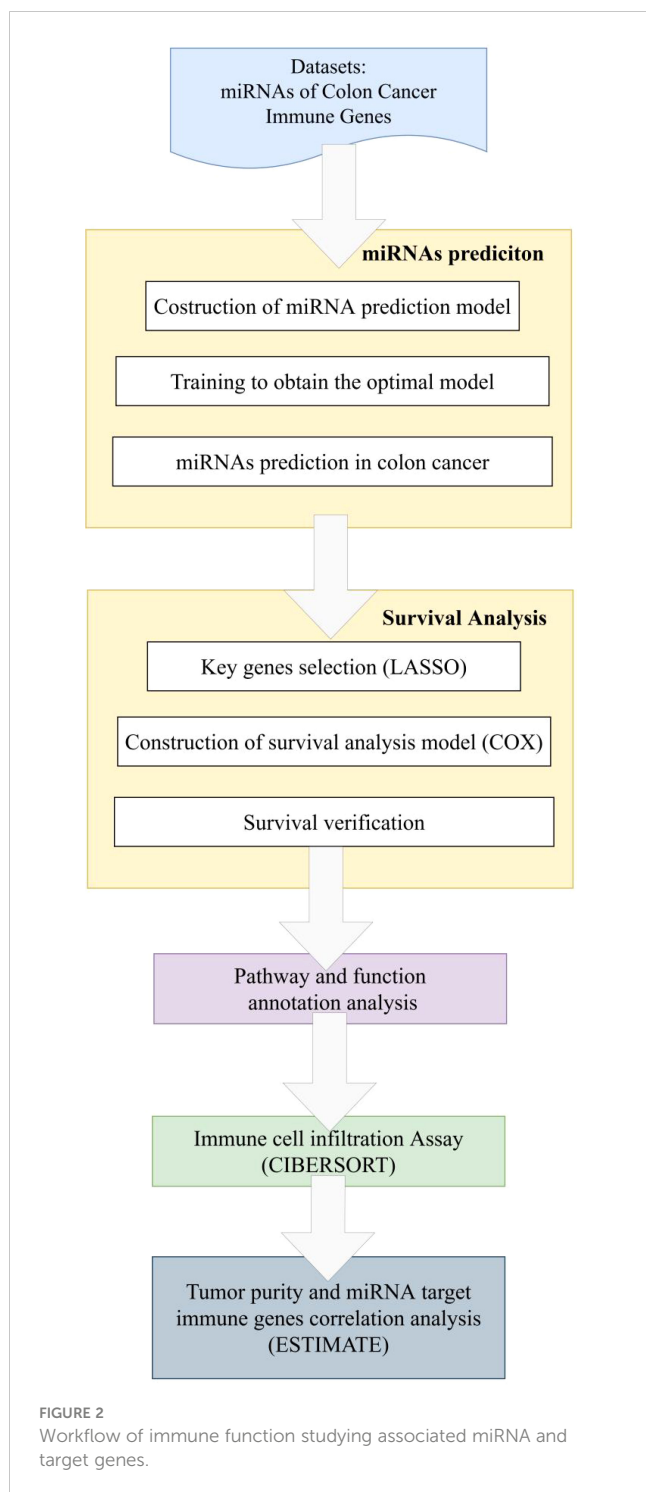 Datasets:
miRNAs of Colon Cancer
Immune Genes
miRNAs prediciton
Costruction of miRNA prediction model
Training to obtain the optimal model
miRNAs prediction in colon cancer
Survival Analysis
Key genes selection (LASSO)
Construction of survival analysis model (COX)
Survival verification
Pathway and function
annotation analysis
Immune cell infiltration Assay
(CIBERSORT)
Tumor purity and miRNA target
immune genes correlation analysis
(ESTIMATE)
FIGURE 2
Workflow of immune function studying associated miRNA and
target genes.